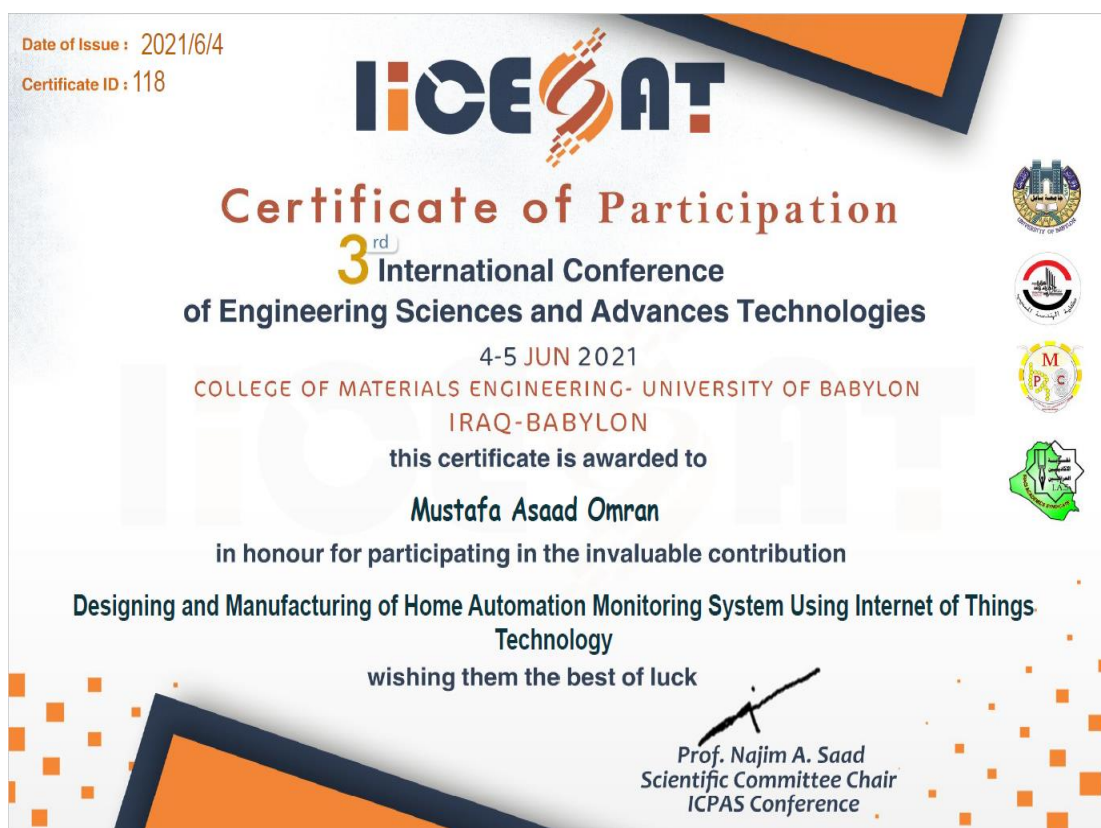 Date of Issue : 2021/6/4
Certificate ID : 118
IiCESAT
Certificate of Participation
3rd International Conference
of Engineering Sciences and Advances Technologies
4-5 JUN 2021
COLLEGE OF MATERIALS ENGINEERING- UNIVERSITY OF BABYLON
IRAQ-BABYLON
this certificate is awarded to
Mustafa Asaad Omran
in honour for participating in the invaluable contribution
Designing and Manufacturing of Home Automation Monitoring System Using Internet of Things
Technology
wishing them the best of luck
Prof. Najim A. Saad
Scientific Committee Chair
ICPAS Conference
UNIVERSITY OF BABYLON
M
P C